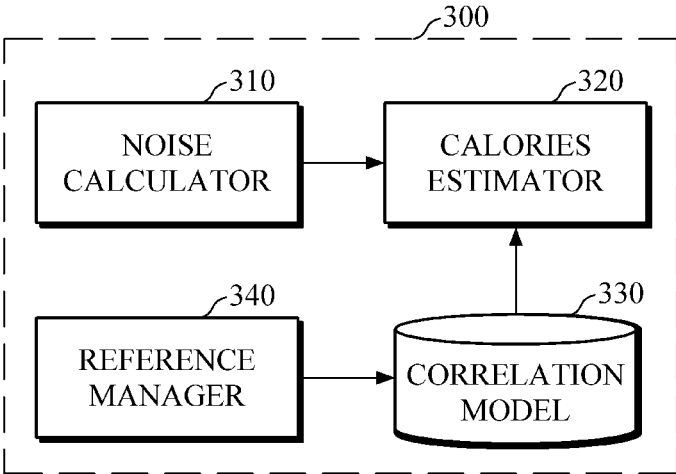 300
310
NOISE
CALCULATOR
320
CALORIES
ESTIMATOR
340
REFERENCE
MANAGER
330
CORRELATION
MODEL